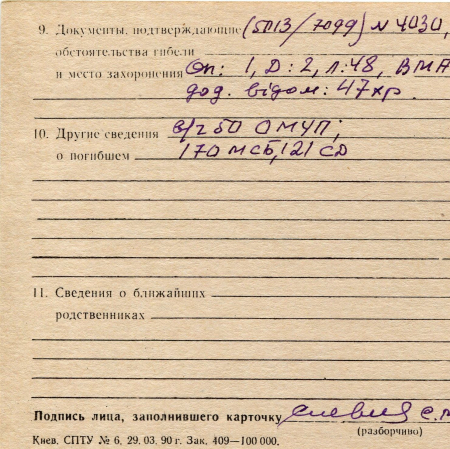 9. Документы, подтверждающие (5013/7099) N 4030,
обстоятельства гибели
и место захоронения Оп: 1, Д: 2, л: 48, ВМА
дод. відом: 47хр.
10. Другие сведения в/г 50 ОМУП;
о погибшем 170 МСБ, 121 СД
11. Сведения о ближайших
родственниках
Подпись лица, заполнившего карточку
(разборчиво)
Киев. СПТУ № 6. 29. 03. 90 г. Зак. 409—100 000.